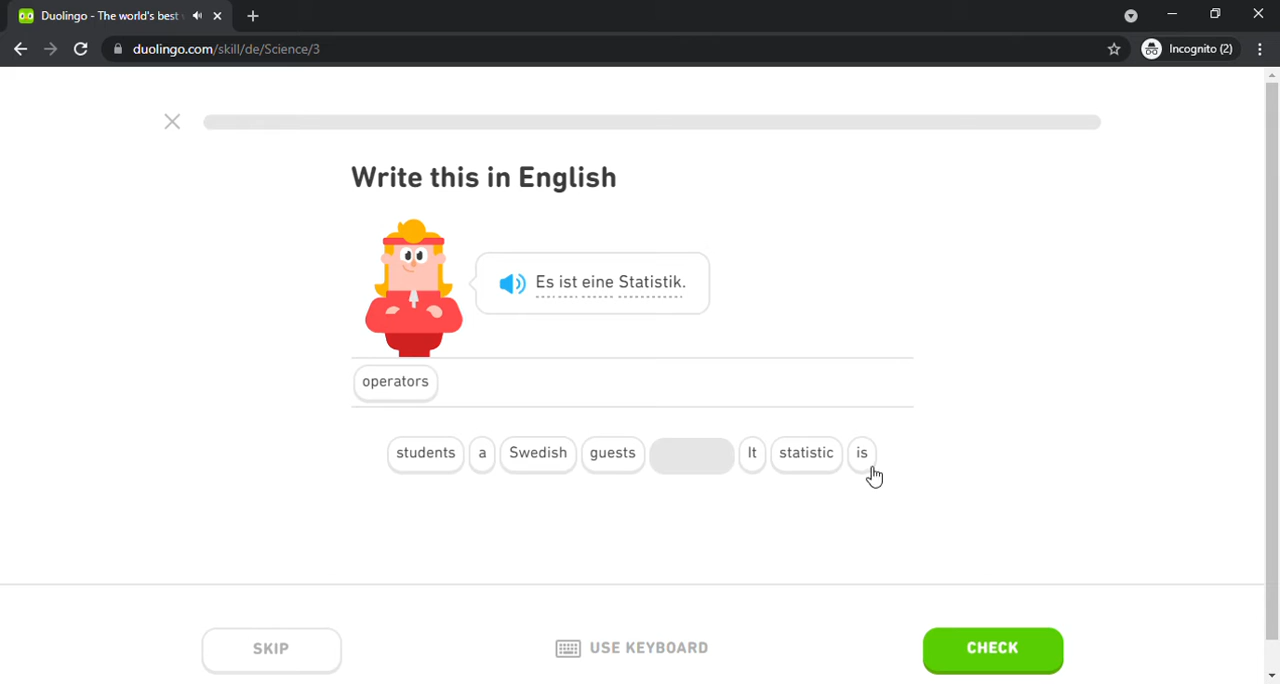 Duolingo - The world's best
duolingo.com/skill/de/Science/3
Incognito (2)
Write this in English
Es ist eine Statistik.
operators
students a Swedish guests It statistic is
SKIP
USE KEYBOARD
CHECK